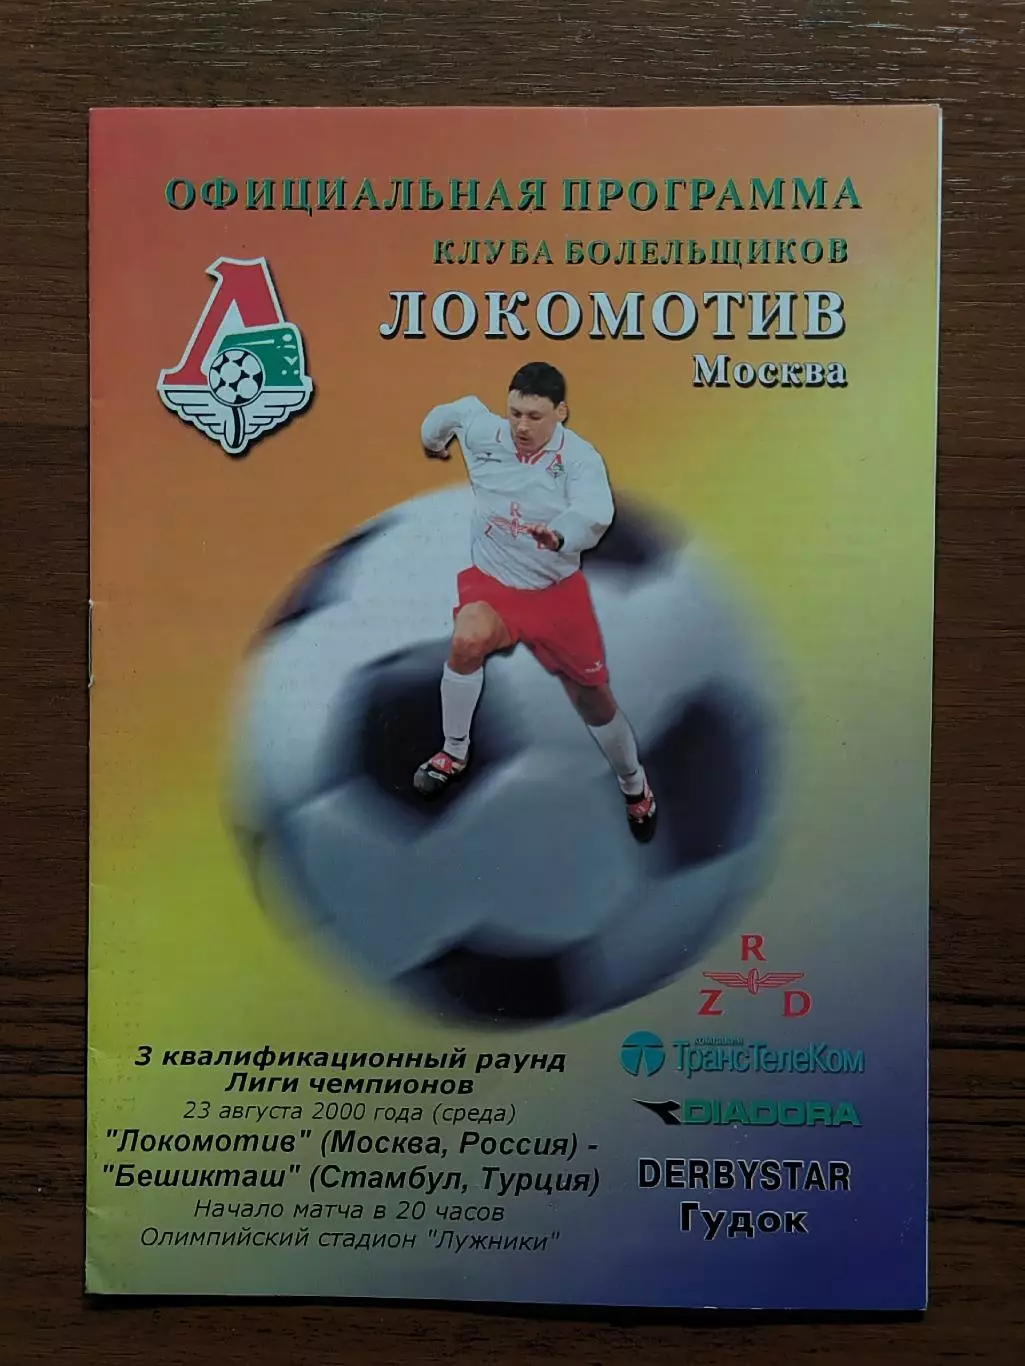 ОФИЦИАЛЬНАЯ ПРОГРАММА
КЛУБА БОЛЕЛЬЩИКОВ
ЛОКОМОТИВ
Москва
R
Z D
КОМПАНИЯ
ТрансТелеКом
DIADORA
DERBYSTAR
Гудок
3 квалификационный раунд
Лиги чемпионов
23 августа 2000 года (среда)
"Локомотив" (Москва, Россия) -
"Бешикташ" (Стамбул, Турция)
Начало матча в 20 часов
Олимпийский стадион "Лужники"